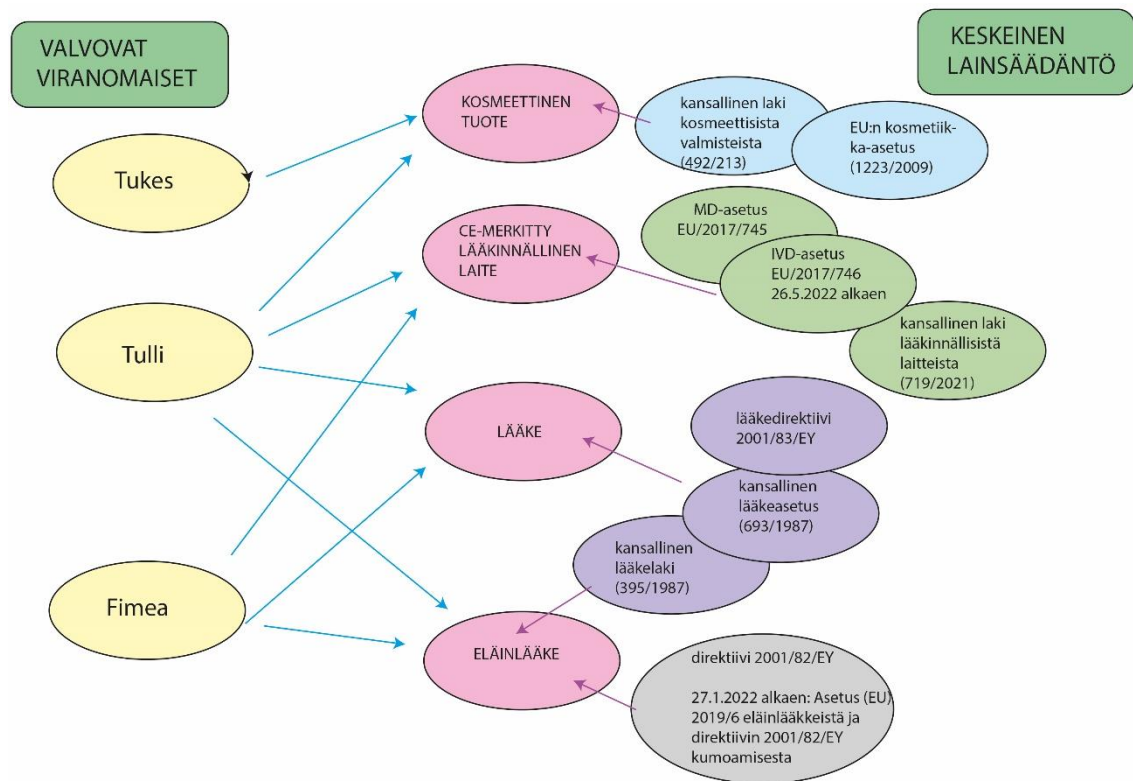 VALVOVAT
VIRANOMAISET
Tukes
Tulli
Fimea
KOSMEETTINEN
TUOTE
CE-MERKITTY
LÄÄKINNÄLLINEN
LAITE
LÄÄKE
ELÄINLÄÄKE
KESKEINEN
LAINSÄÄDÄNTÖ
kansallinen laki
kosmeettisista
valmisteista
(492/213)
EU:n kosmetiik-
ka-asetus
(1223/2009)
MD-asetus
EU/2017/745
IVD-asetus
EU/2017/746
26.5.2022 alkaen
kansallinen laki
lääkinnällisistä
laitteista
(719/2021)
lääkedirektiivi
2001/83/EY
kansallinen
lääkeasetus
(693/1987)
kansallinen
lääkelaki
(395/1987)
direktiivi 2001/82/EY
27.1.2022 alkaen: Asetus (EU)
2019/6 eläinlääkkeistä ja
direktiivin 2001/82/EY
kumoamisesta